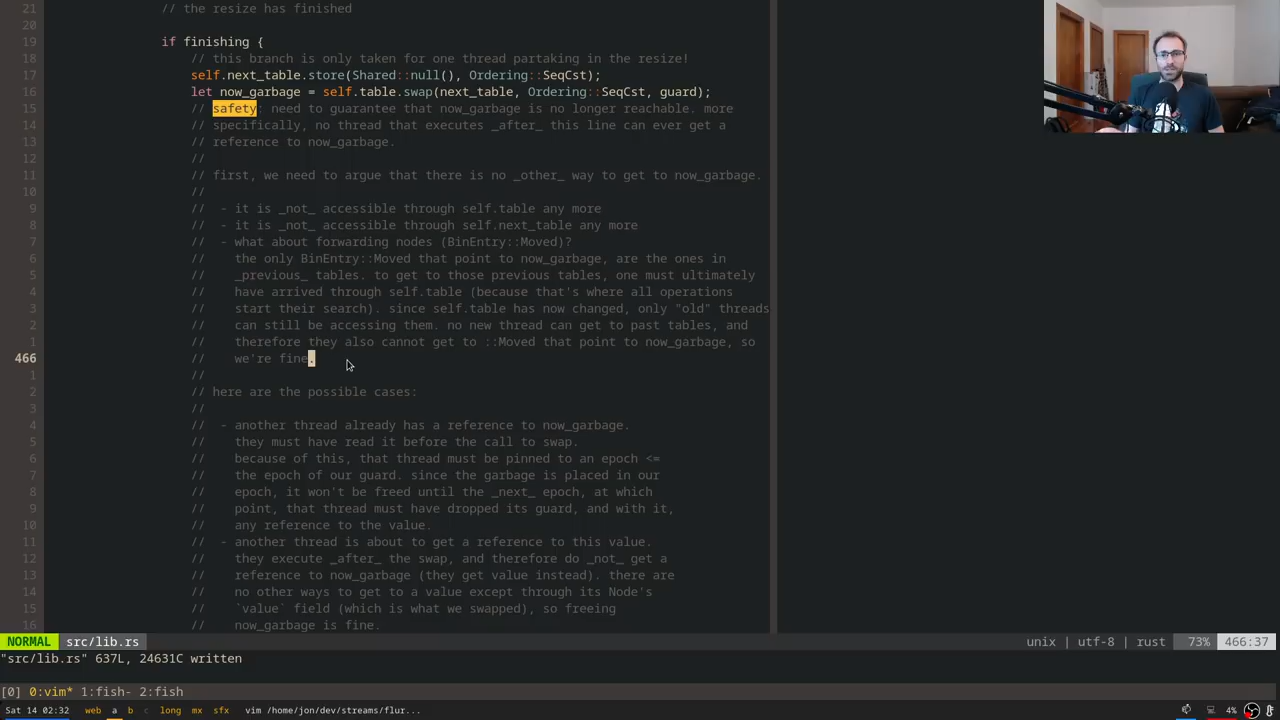 21 // the resize has finished
20
19 if finishing {
18 // this branch is only taken for one thread partaking in the resize!
17 self.next_table.store(Shared::null(), Ordering::SeqCst);
16 let now_garbage = self.table.swap(next_table, Ordering::SeqCst, guard);
15 // safety: need to guarantee that now_garbage is no longer reachable. more
14 // specifically, no thread that executes _after_ this line can ever get a
13 // reference to now_garbage.
12 //
11 // first, we need to argue that there is no _other_ way to get to now_garbage.
10 //
9 //  - it is _not_ accessible through self.table any more
8 //  - it is _not_ accessible through self.next_table any more
7 //  - what about forwarding nodes (BinEntry::Moved)?
6 //    the only BinEntry::Moved that point to now_garbage, are the ones in
5 //    _previous_ tables. to get to those previous tables, one must ultimately
4 //    have arrived through self.table (because that's where all operations
3 //    start their search). since self.table has now changed, only "old" threads
2 //    can still be accessing them. no new thread can get to past tables, and
1 //    therefore they also cannot get to ::Moved that point to now_garbage, so
466 //    we're fine.
1 //
2 // here are the possible cases:
3 //
4 //  - another thread already has a reference to now_garbage.
5 //    they must have read it before the call to swap.
6 //    because of this, that thread must be pinned to an epoch <=
7 //    the epoch of our guard. since the garbage is placed in our
8 //    epoch, it won't be freed until the _next_ epoch, at which
9 //    point, that thread must have dropped its guard, and with it,
10 //    any reference to the value.
11 //  - another thread is about to get a reference to this value.
12 //    they execute _after_ the swap, and therefore do _not_ get a
13 //    reference to now_garbage (they get value instead). there are
14 //    no other ways to get to a value except through its Node's
15 //    `value` field (which is what we swapped), so freeing
16 //    now_garbage is fine.
NORMAL src/lib.rs unix | utf-8 | rust 73% 466:37
"src/lib.rs" 637L, 24631C written
[0] 0:vim* 1:fish- 2:fish
Sat 14 02:32 web a b c long mx sfx vim /home/jon/dev/streams/flur... 4%